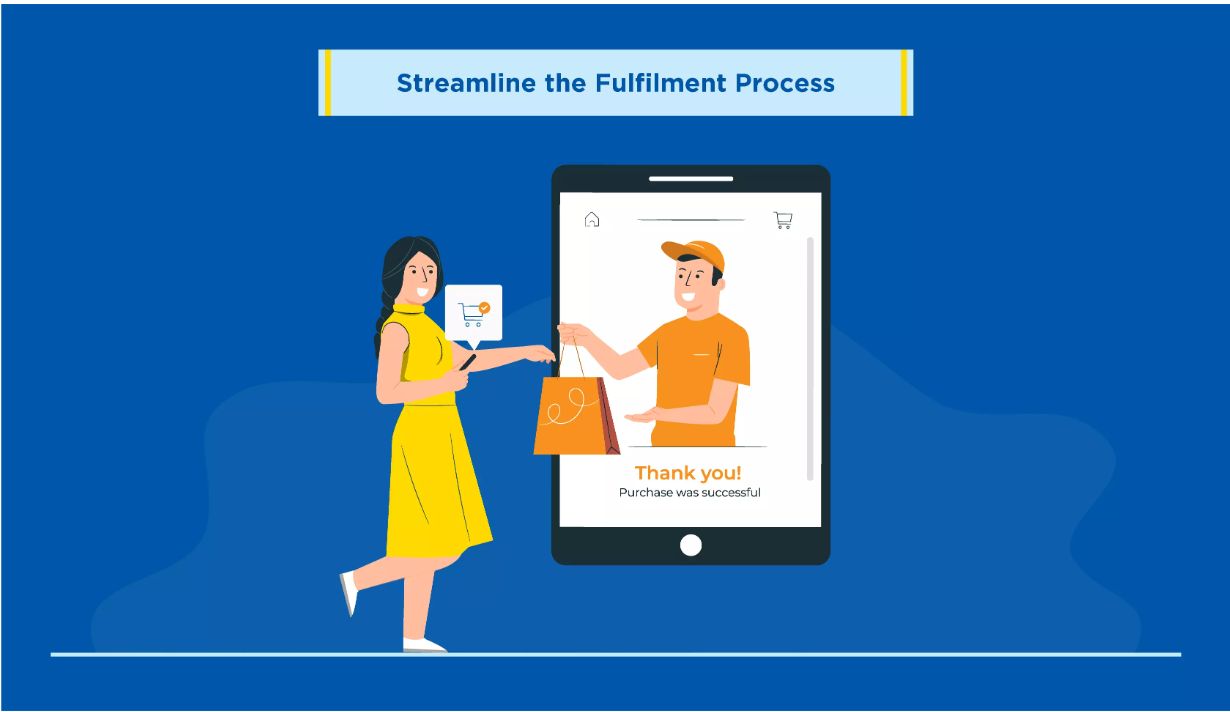 Streamline the Fulfilment Process
Thank you!
Purchase was successful